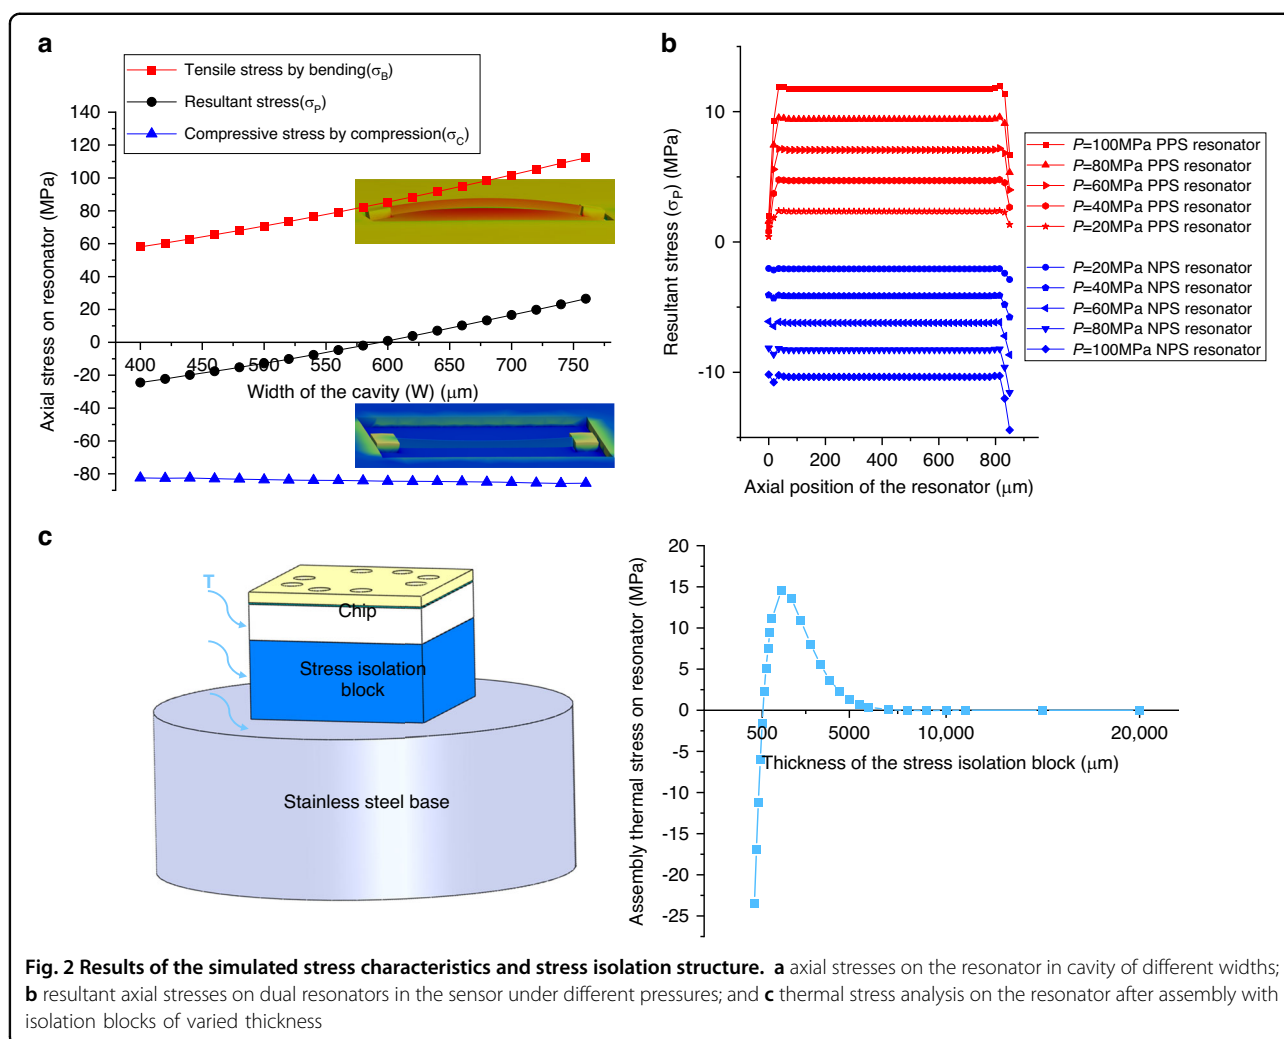 a
Tensile stress by bending(σB)
Resultant stress(σP)
Compressive stress by compression(σC)
Axial stress on resonator (MPa)
140
120
100
80
60
40
20
0
-20
-40
-60
-80
400
450
500
550
600
650
700
750
Width of the cavity (W) (μm)
b
Resultant stress (σP) (MPa)
10
0
-10
0
200
400
600
800
Axial position of the resonator (μm)
P=100MPa PPS resonator
P=80MPa PPS resonator
P=60MPa PPS resonator
P=40MPa PPS resonator
P=20MPa PPS resonator
P=20MPa NPS resonator
P=40MPa NPS resonator
P=60MPa NPS resonator
P=80MPa NPS resonator
P=100MPa NPS resonator
c
T
Chip
Stress isolation
block
Stainless steel base
Assembly thermal stress on resonator (MPa)
20
15
10
5
0
-5
-10
-15
-20
-25
500
5000
10,000
20,000
Thickness of the stress isolation block (μm)
Fig. 2 Results of the simulated stress characteristics and stress isolation structure. a axial stresses on the resonator in cavity of different widths;
b resultant axial stresses on dual resonators in the sensor under different pressures; and c thermal stress analysis on the resonator after assembly with
isolation blocks of varied thickness